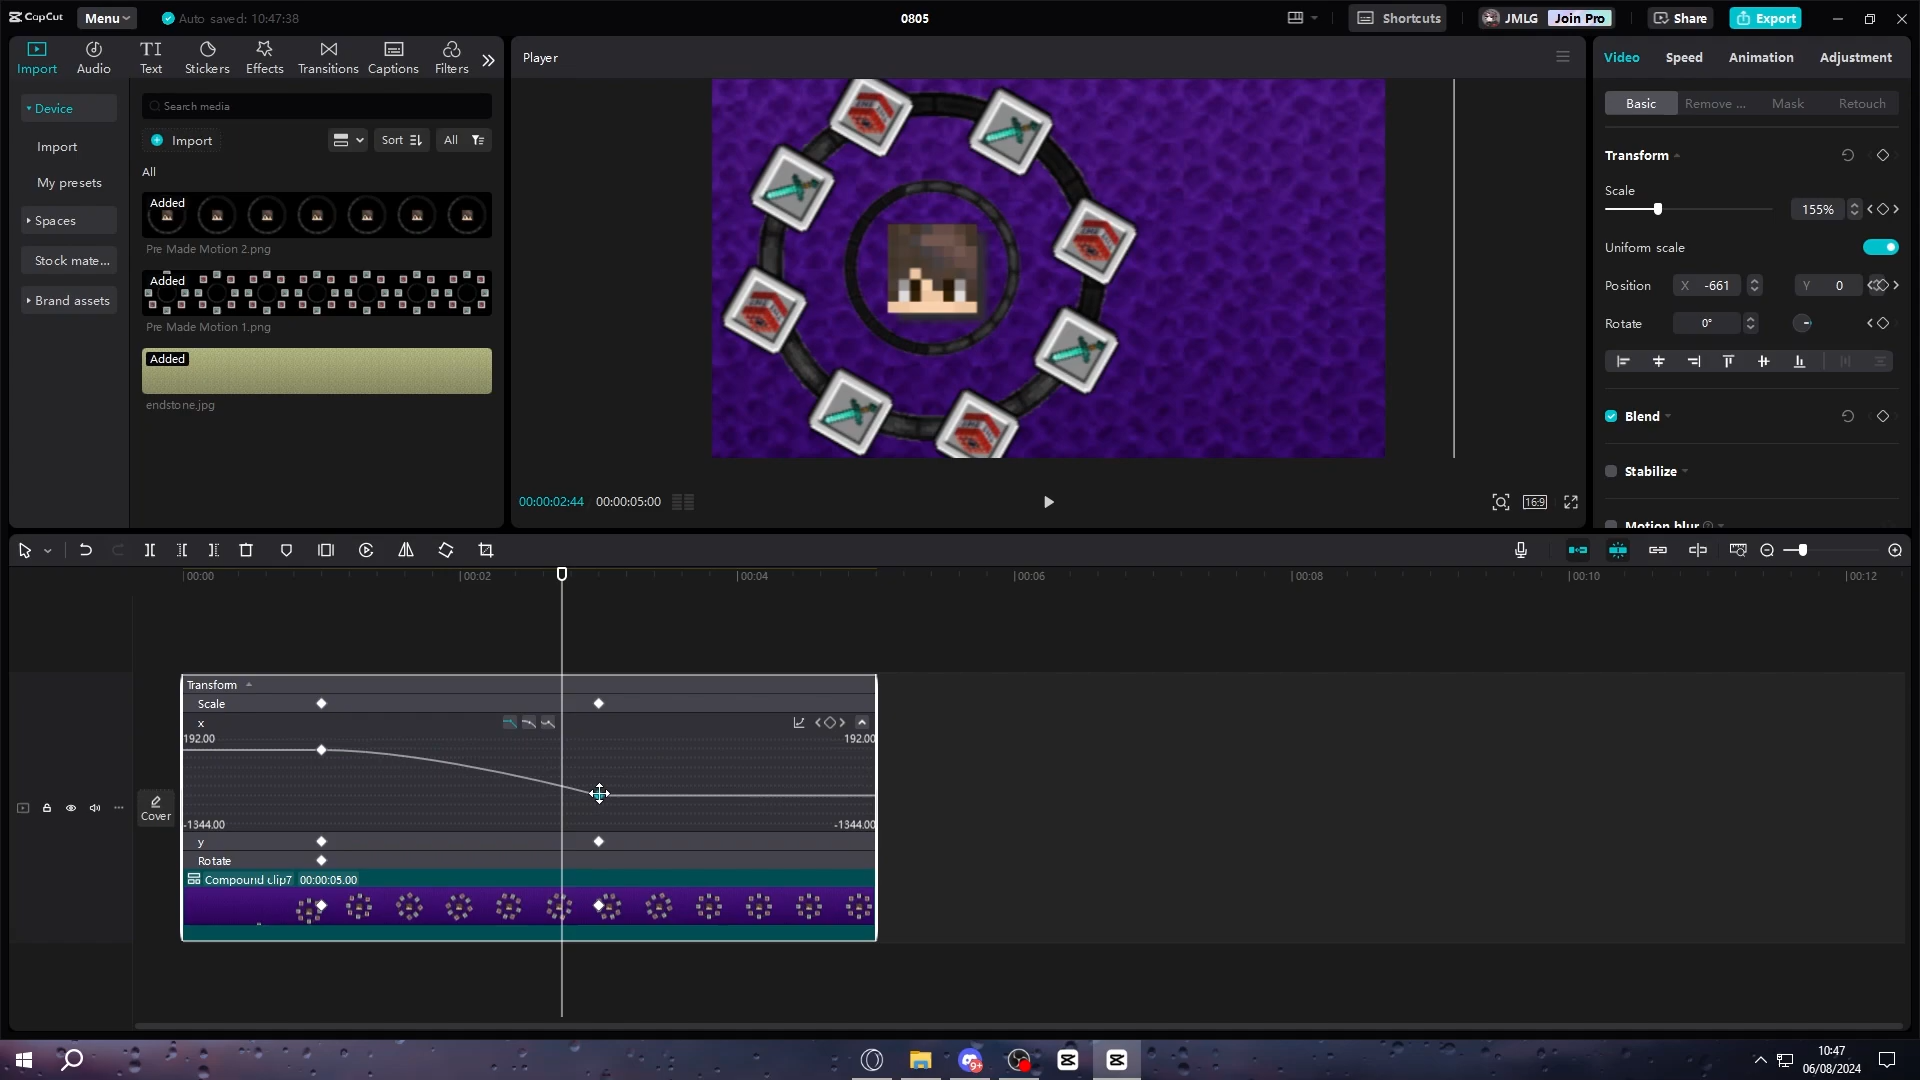 CapCut
Menu
Auto saved: 10:47:38
0805
Shortcuts
JMLG
Join Pro
Share
Export
Import
Audio
TI
Text
Stickers
Effects
Transitions
Captions
Filters
Device
Import
My presets
Spaces
Stock mate...
Brand assets
Search media
Import
Sort
All
All
Added
Pre Made Motion 2.png
Added
Pre Made Motion 1.png
Added
endstone.jpg
Player
00:00:02:44
00:00:05:00
16:9
Video
Speed
Animation
Adjustment
Basic
Remove ...
Mask
Retouch
Transform
Scale
155%
Uniform scale
Position
X -661
Y 0
Rotate
0°
Blend
Stabilize
Motion blur
00:00
00:02
00:04
00:06
00:08
00:10
00:12
Transform
Scale
x
192.00
192.00
-1344.00
-1344.00
y
Rotate
Compound clip7 00:00:05:00
Cover
9+
10:47
06/08/2024